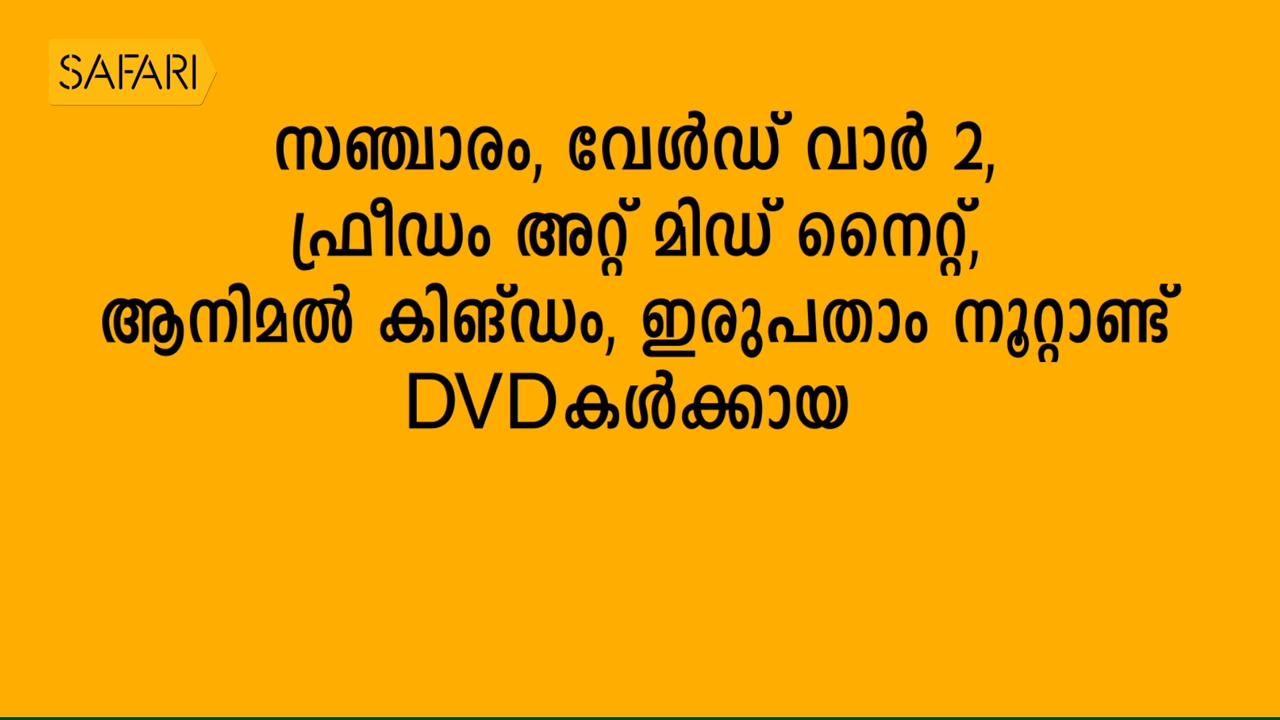 SAFARI
സഞ്ചാരം, വേൾഡ് വാർ 2,
ഫ്രീഡം അറ്റ് മിഡ് നൈറ്റ്,
ആനിമൽ കിങ്ഡം, ഇരുപതാം നൂറ്റാണ്ട്
DVDകൾക്കായ